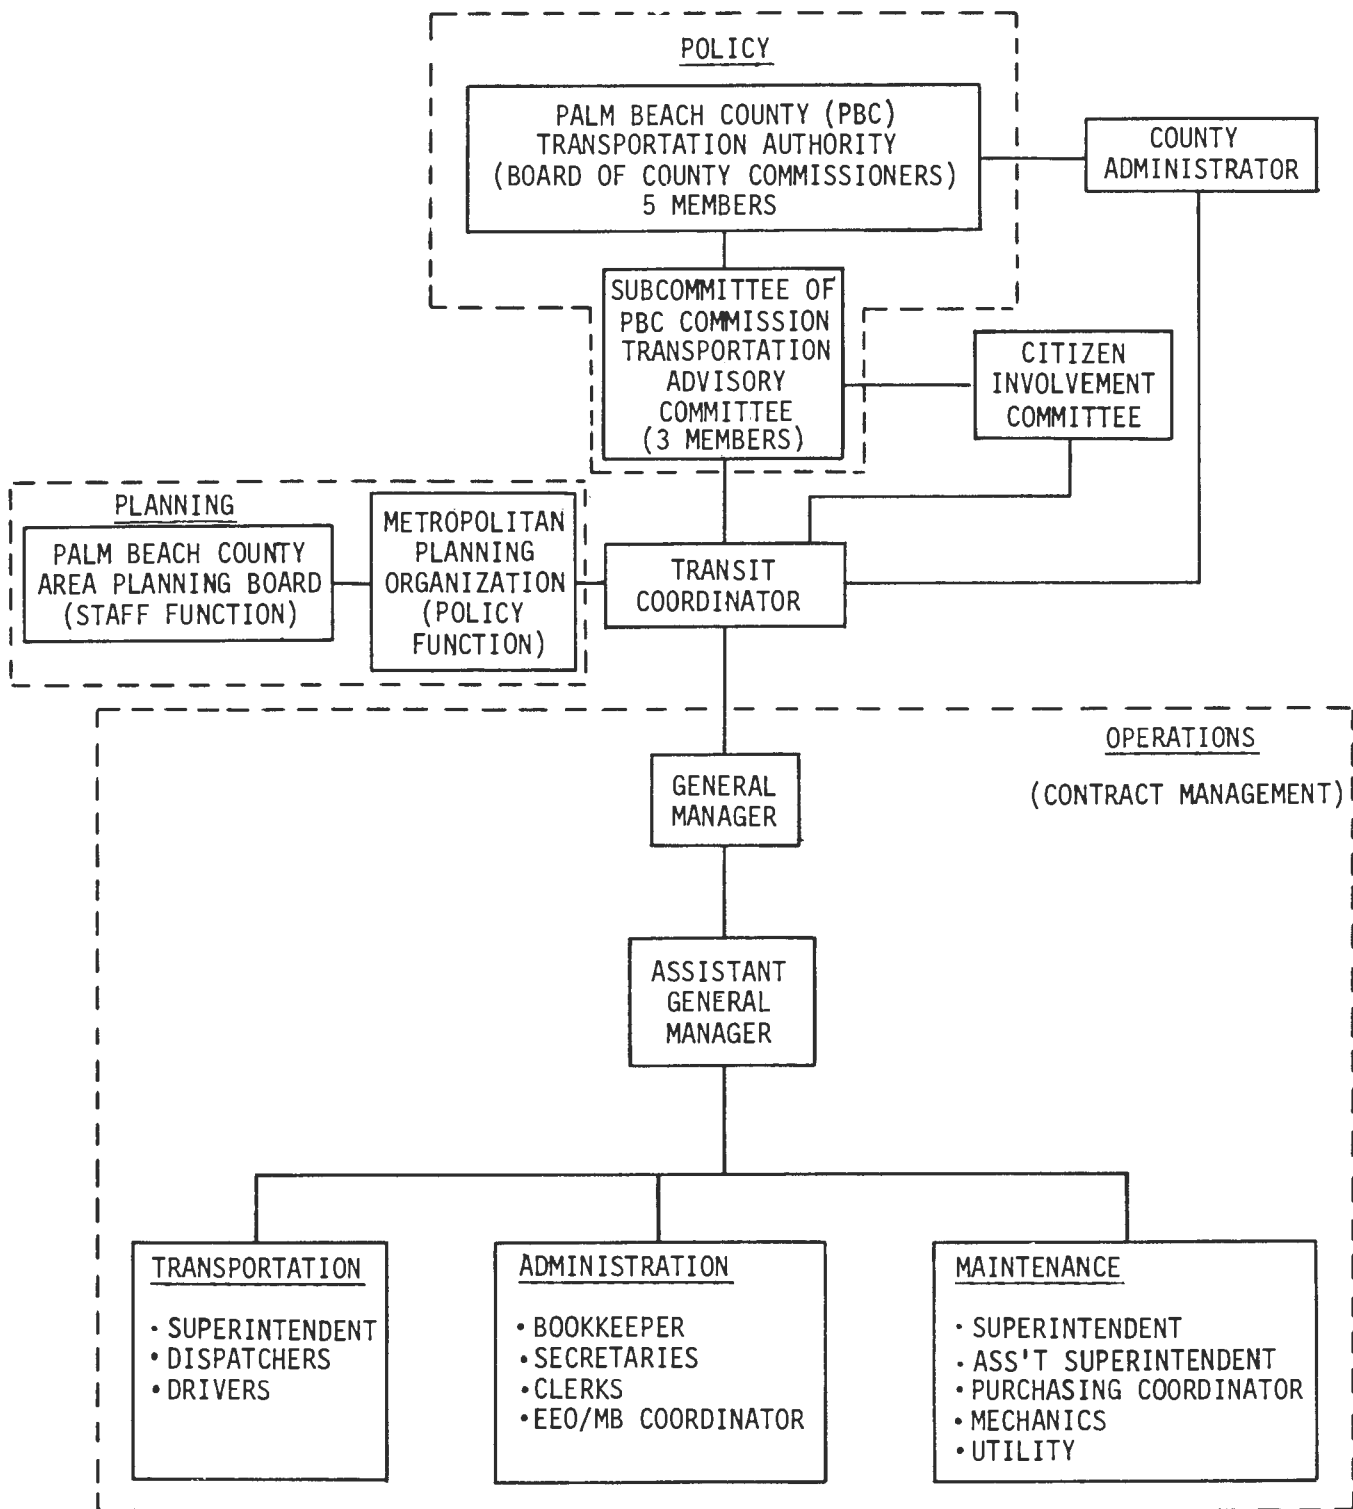 POLICY
PALM BEACH COUNTY (PBC)
TRANSPORTATION AUTHORITY
(BOARD OF COUNTY COMMISSIONERS)
5 MEMBERS
COUNTY
ADMINISTRATOR
SUBCOMMITTEE OF
PBC COMMISSION
TRANSPORTATION
ADVISORY
COMMITTEE
(3 MEMBERS)
CITIZEN
INVOLVEMENT
COMMITTEE
PLANNING
PALM BEACH COUNTY
AREA PLANNING BOARD
(STAFF FUNCTION)
METROPOLITAN
PLANNING
ORGANIZATION
(POLICY
FUNCTION)
TRANSIT
COORDINATOR
OPERATIONS
(CONTRACT MANAGEMENT)
GENERAL
MANAGER
ASSISTANT
GENERAL
MANAGER
TRANSPORTATION
• SUPERINTENDENT
• DISPATCHERS
• DRIVERS
ADMINISTRATION
• BOOKKEEPER
• SECRETARIES
• CLERKS
• EEO/MB COORDINATOR
MAINTENANCE
• SUPERINTENDENT
• ASS'T SUPERINTENDENT
• PURCHASING COORDINATOR
• MECHANICS
• UTILITY